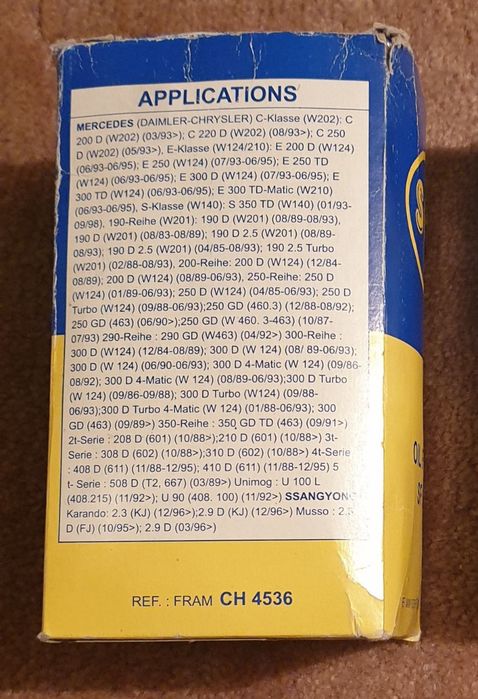 APPLICATIONS
MERCEDES (DAIMLER-CHRYSLER) C-Klasse (W202): C
200 D (W202) (03/93>); C 220 D (W202) (08/93>); C 250
D (W202) (05/93>), E-Klasse (W124/210): E 200 D (W124)
(06/93-06/95); E 250 (W124) (07/93-06/95); E 250 TD
(W124) (06/93-06/95); E 300 D (W124) (07/93-06/95); E
300 TD (W124) (06/93-06/95); E 300 TD-Matic (W210)
(06/93-06/95), S-Klasse (W140): S 350 TD (W140) (01/93-
09/98), 190-Reihe (W201): 190 D (W201) (08/89-08/93),
190 D (W201) (08/83-08/89); 190 D 2.5 (W201) (08/89-
08/93); 190 D 2.5 (W201) (04/85-08/93); 190 2.5 Turbo
(W201) (02/88-08/93), 200-Reihe: 200 D (W124) (12/84-
08/89); 200 D (W124) (08/89-06/93), 250-Reihe: 250 D
(W124) (01/89-06/93); 250 D (W124) (04/85-06/93); 250 D
Turbo (W124) (09/88-06/93);250 GD (460.3) (12/88-08/92);
250 GD (463) (06/90>);250 GD (W 460. 3-463) (10/87-
07/93) 290-Reihe : 290 GD (W463) (04/92>) 300-Reihe :
300 D (W124) (12/84-08/89); 300 D (W 124) (08/ 89-06/93);
300 D (W 124) (06/90-06/93); 300 D 4-Matic (W 124) (09/86-
08/92); 300 D 4-Matic (W 124) (08/89-06/93);300 D Turbo
(W 124) (09/86-09/88); 300 D Turbo (W124) (09/88-
06/93);300 D Turbo 4-Matic (W 124) (01/88-06/93); 300
GD (463) (09/89>) 350-Reihe : 350 GD TD (463) (09/91>)
2t-Serie : 208 D (601) (10/88>);210 D (601) (10/88>) 3t-
Serie : 308 D (602) (10/88>);310 D (602) (10/88>) 4t-Serie
: 408 D (611) (11/88-12/95); 410 D (611) (11/88-12/95) 5
t- Serie : 508 D (T2, 667) (03/89>) Unimog : U 100 L
(408.215) (11/92>); U 90 (408. 100) (11/92>) SSANGYONG
Karando: 2.3 (KJ) (12/96>);2.9 D (KJ) (12/96>) Musso :
D (FJ) (10/95>); 2.9 D (03/96>)
REF. : FRAM CH 4536